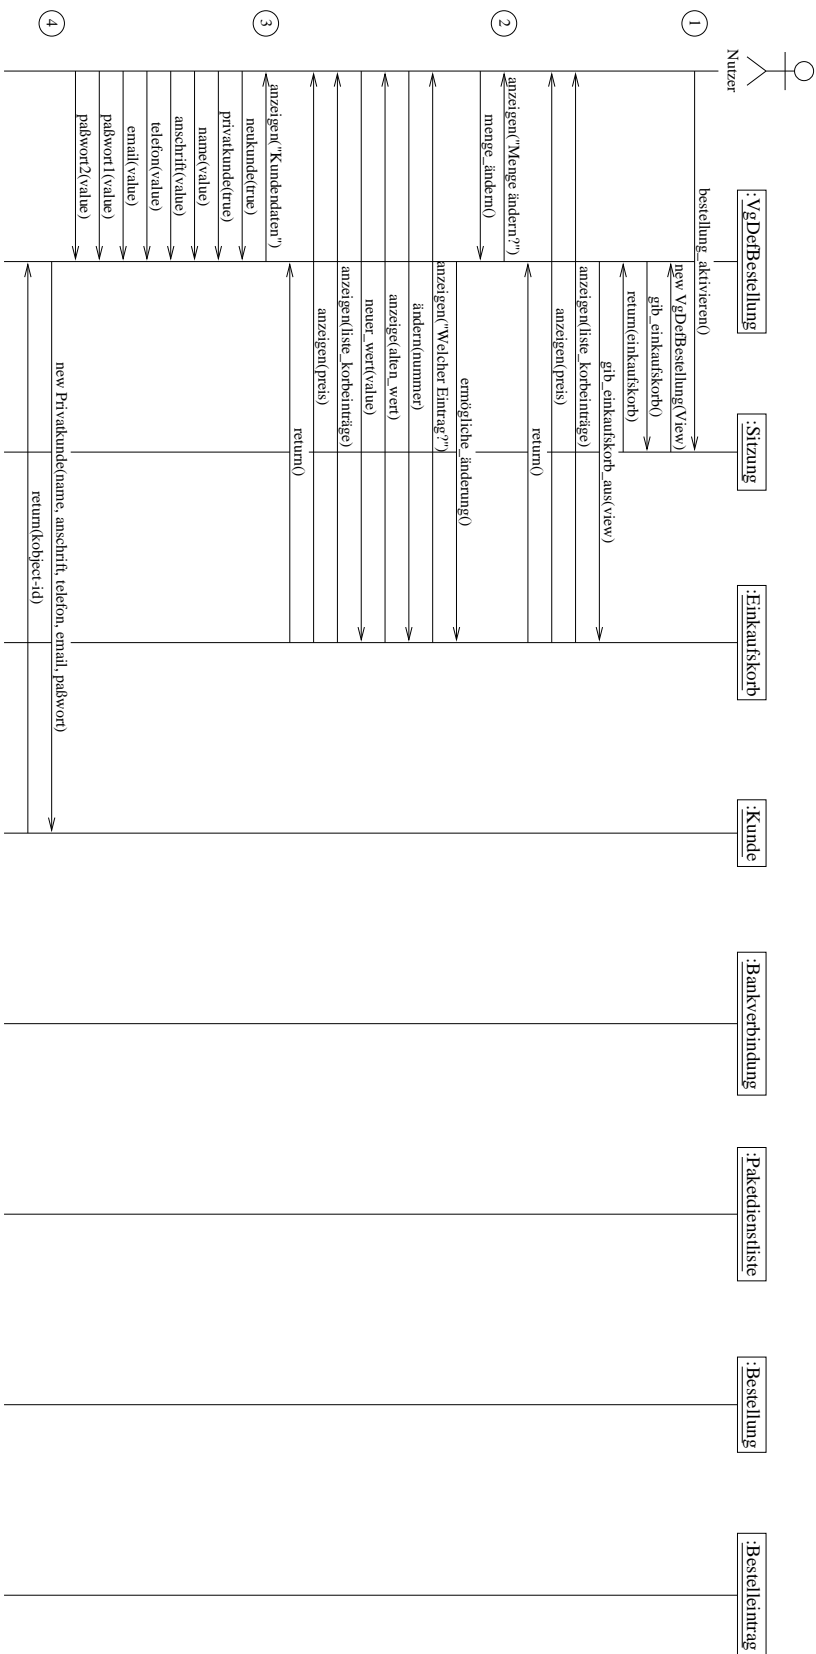 Nutzer
:VgDefBestellung
:Sitzung
:Einkaufskorb
:Kunde
:Bankverbindung
:Paketdienstliste
:Bestellung
:Bestelleintrag
1
bestellung_aktivieren()
new VgDefBestellung(View)
gib_einkaufskorb()
return(einkaufskorb)
gib_einkaufskorb_aus(view)
anzeigen(liste_korbeinträge)
anzeigen(preis)
return()
2
anzeigen("Menge ändern?")
menge_ändern()
ermögliche_änderung()
anzeigen("Welcher Eintrag?")
ändern(nummer)
anzeige(alten_wert)
neuer_wert(value)
anzeigen(liste_korbeinträge)
anzeigen(preis)
return()
3
anzeigen("Kundendaten")
neukunde(true)
privatkunde(true)
name(value)
anschrift(value)
telefon(value)
email(value)
paßwort1(value)
paßwort2(value)
4
new Privatkunde(name, anschrift, telefon, email, paßwort)
return(kobject-id)